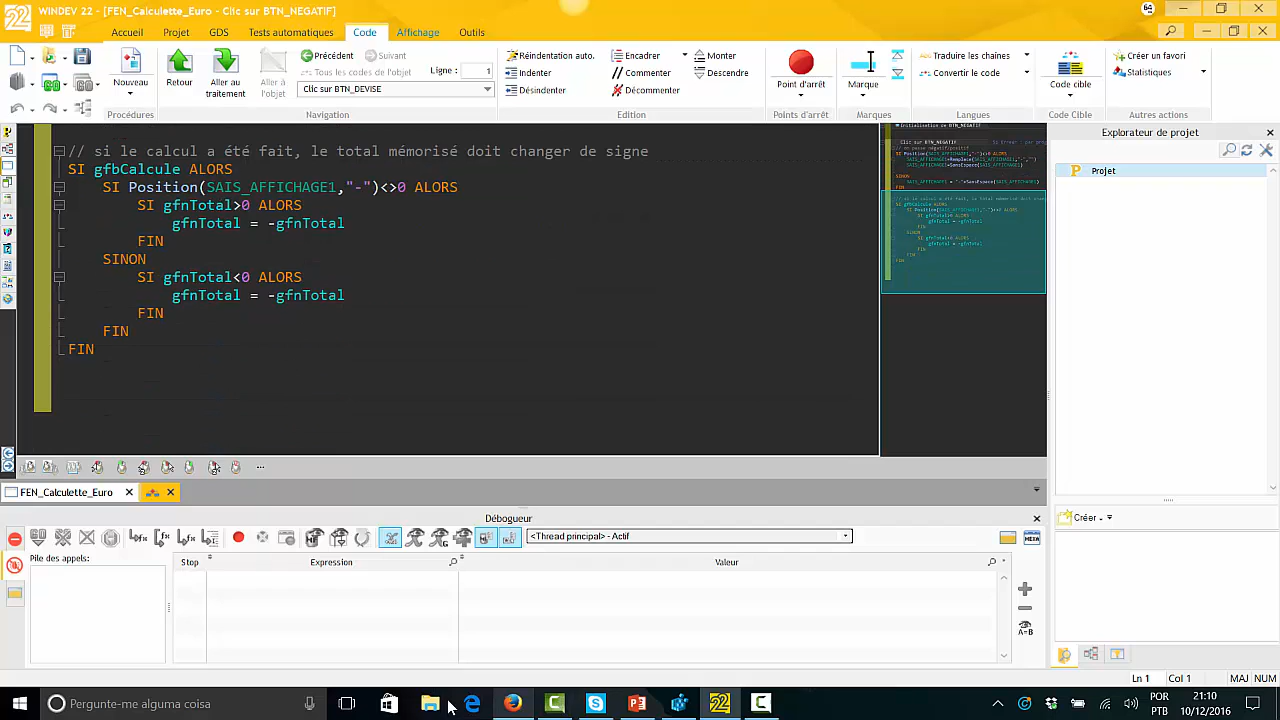 WINDEV 22 - [FEN_Calculette_Euro - Clic sur BTN_NEGATIF]
64
Accueil Projet GDS Tests automatiques Code Affichage Outils
Nouveau
Procédures
Retour
Aller au traitement
Aller à l'objet
Précédent Suivant
Tous les codes de l'objet
Ligne : 1
Clic sur BTN_DEVISE
Navigation
Réindentation auto.
Indenter
Désindenter
Encadrer
Commenter
Décommenter
Monter
Descendre
Edition
Point d'arrêt
Points d'arrêt
Marque
Marques
Traduire les chaînes
Convertir le code
Langues
Code cible
Code Cible
Créer un favori
Statistiques
Autres actions
// si le calcul a été fait, le total mémorisé doit changer de signe
SI gfbCalcule ALORS
SI Position(SAIS_AFFICHAGE1,"-")<>0 ALORS
SI gfnTotal>0 ALORS
gfnTotal = -gfnTotal
FIN
SINON
SI gfnTotal<0 ALORS
gfnTotal = -gfnTotal
FIN
FIN
FIN
Explorateur de projet
Projet
Créer
FEN_Calculette_Euro
Débogueur
<Thread principal> - Actif
Pile des appels:
Stop Expression Valeur
A=B
META
Ln 1 Col 1 MAJ NUM
Pergunte-me alguma coisa
POR
PTB
21:10
10/12/2016